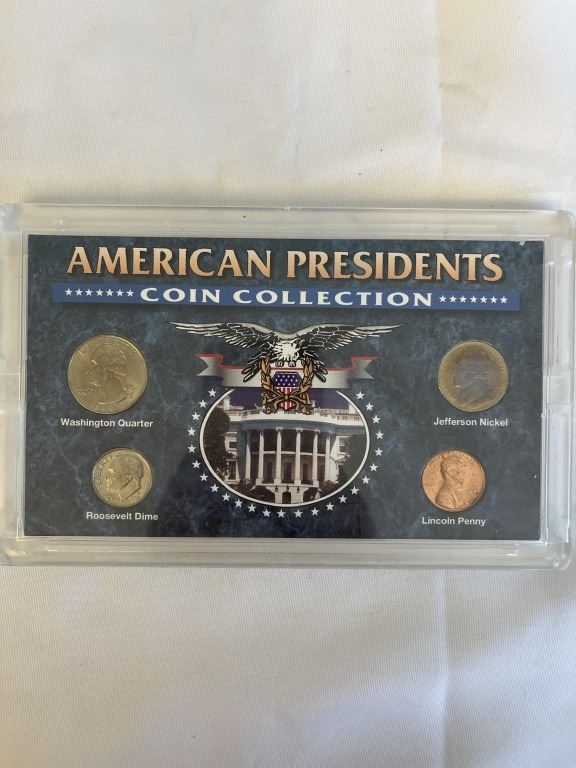 AMERICAN PRESIDENTS
COIN COLLECTION
Washington Quarter
Jefferson Nickel
Roosevelt Dime
Lincoln Penny